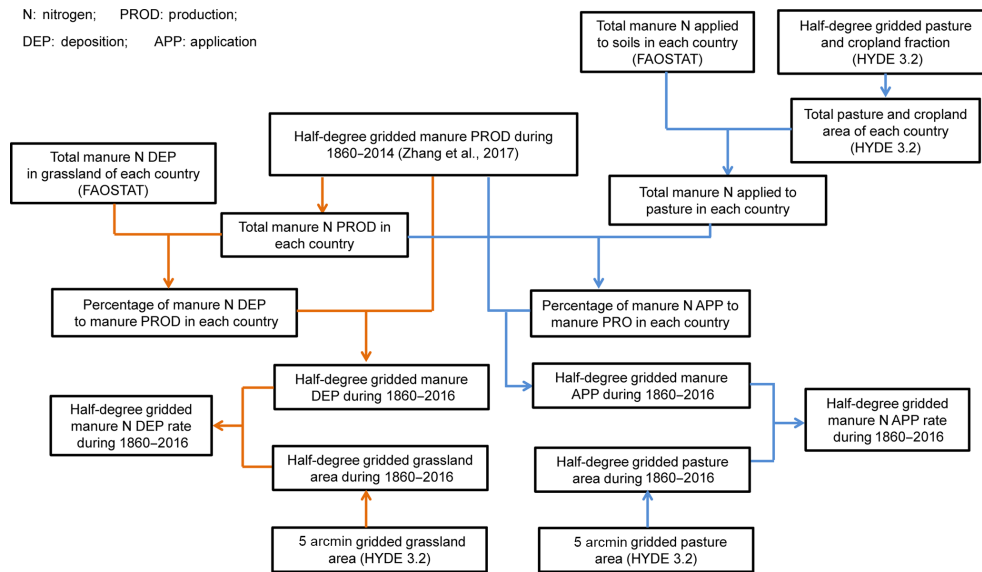 N: nitrogen; PROD: production;
DEP: deposition; APP: application
Total manure N applied
to soils in each country
(FAOSTAT)
Half-degree gridded pasture
and cropland fraction
(HYDE 3.2)
Total pasture and cropland
area of each country
(HYDE 3.2)
Half-degree gridded manure PROD during
1860–2014 (Zhang et al., 2017)
Total manure N DEP
in grassland of each country
(FAOSTAT)
Total manure N applied to
pasture in each country
Total manure N PROD in
each country
Percentage of manure N DEP
to manure PROD in each country
Percentage of manure N APP to
manure PRO in each country
Half-degree gridded manure
DEP during 1860–2016
Half-degree gridded manure
APP during 1860–2016
Half-degree gridded
manure N DEP rate
during 1860–2016
Half-degree gridded
manure N APP rate
during 1860–2016
Half-degree gridded grassland
area during 1860–2016
Half-degree gridded pasture
area during 1860–2016
5 arcmin gridded grassland
area (HYDE 3.2)
5 arcmin gridded pasture
area (HYDE 3.2)